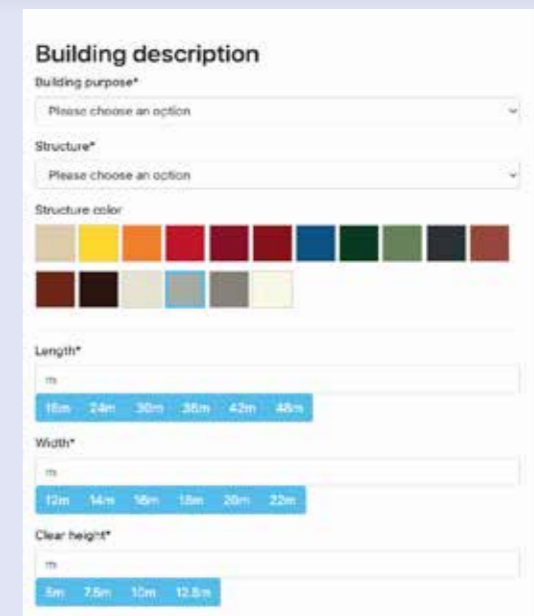 Building description
Building purpose*
Please choose an option
Structure*
Please choose an option
Structure color
Length*
m
18m 24m 30m 36m 42m 48m
Width*
m
12m 14m 16m 18m 20m 22m
Clear height*
m
5m 7.5m 10m 12.5m